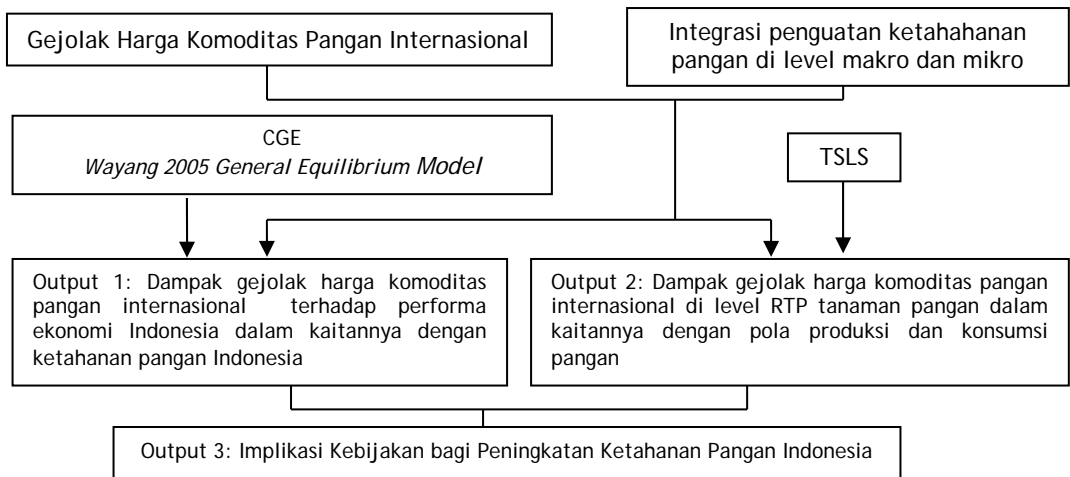 Gejolak Harga Komoditas Pangan Internasional
Integrasi penguatan ketahahanan
pangan di level makro dan mikro
CGE
Wayang 2005 General Equilibrium Model
TSLS
Output 1: Dampak gejolak harga komoditas
pangan internasional terhadap performa
ekonomi Indonesia dalam kaitannya dengan
ketahanan pangan Indonesia
Output 2: Dampak gejolak harga komoditas pangan
internasional di level RTP tanaman pangan dalam
kaitannya dengan pola produksi dan konsumsi
pangan
Output 3: Implikasi Kebijakan bagi Peningkatan Ketahanan Pangan Indonesia